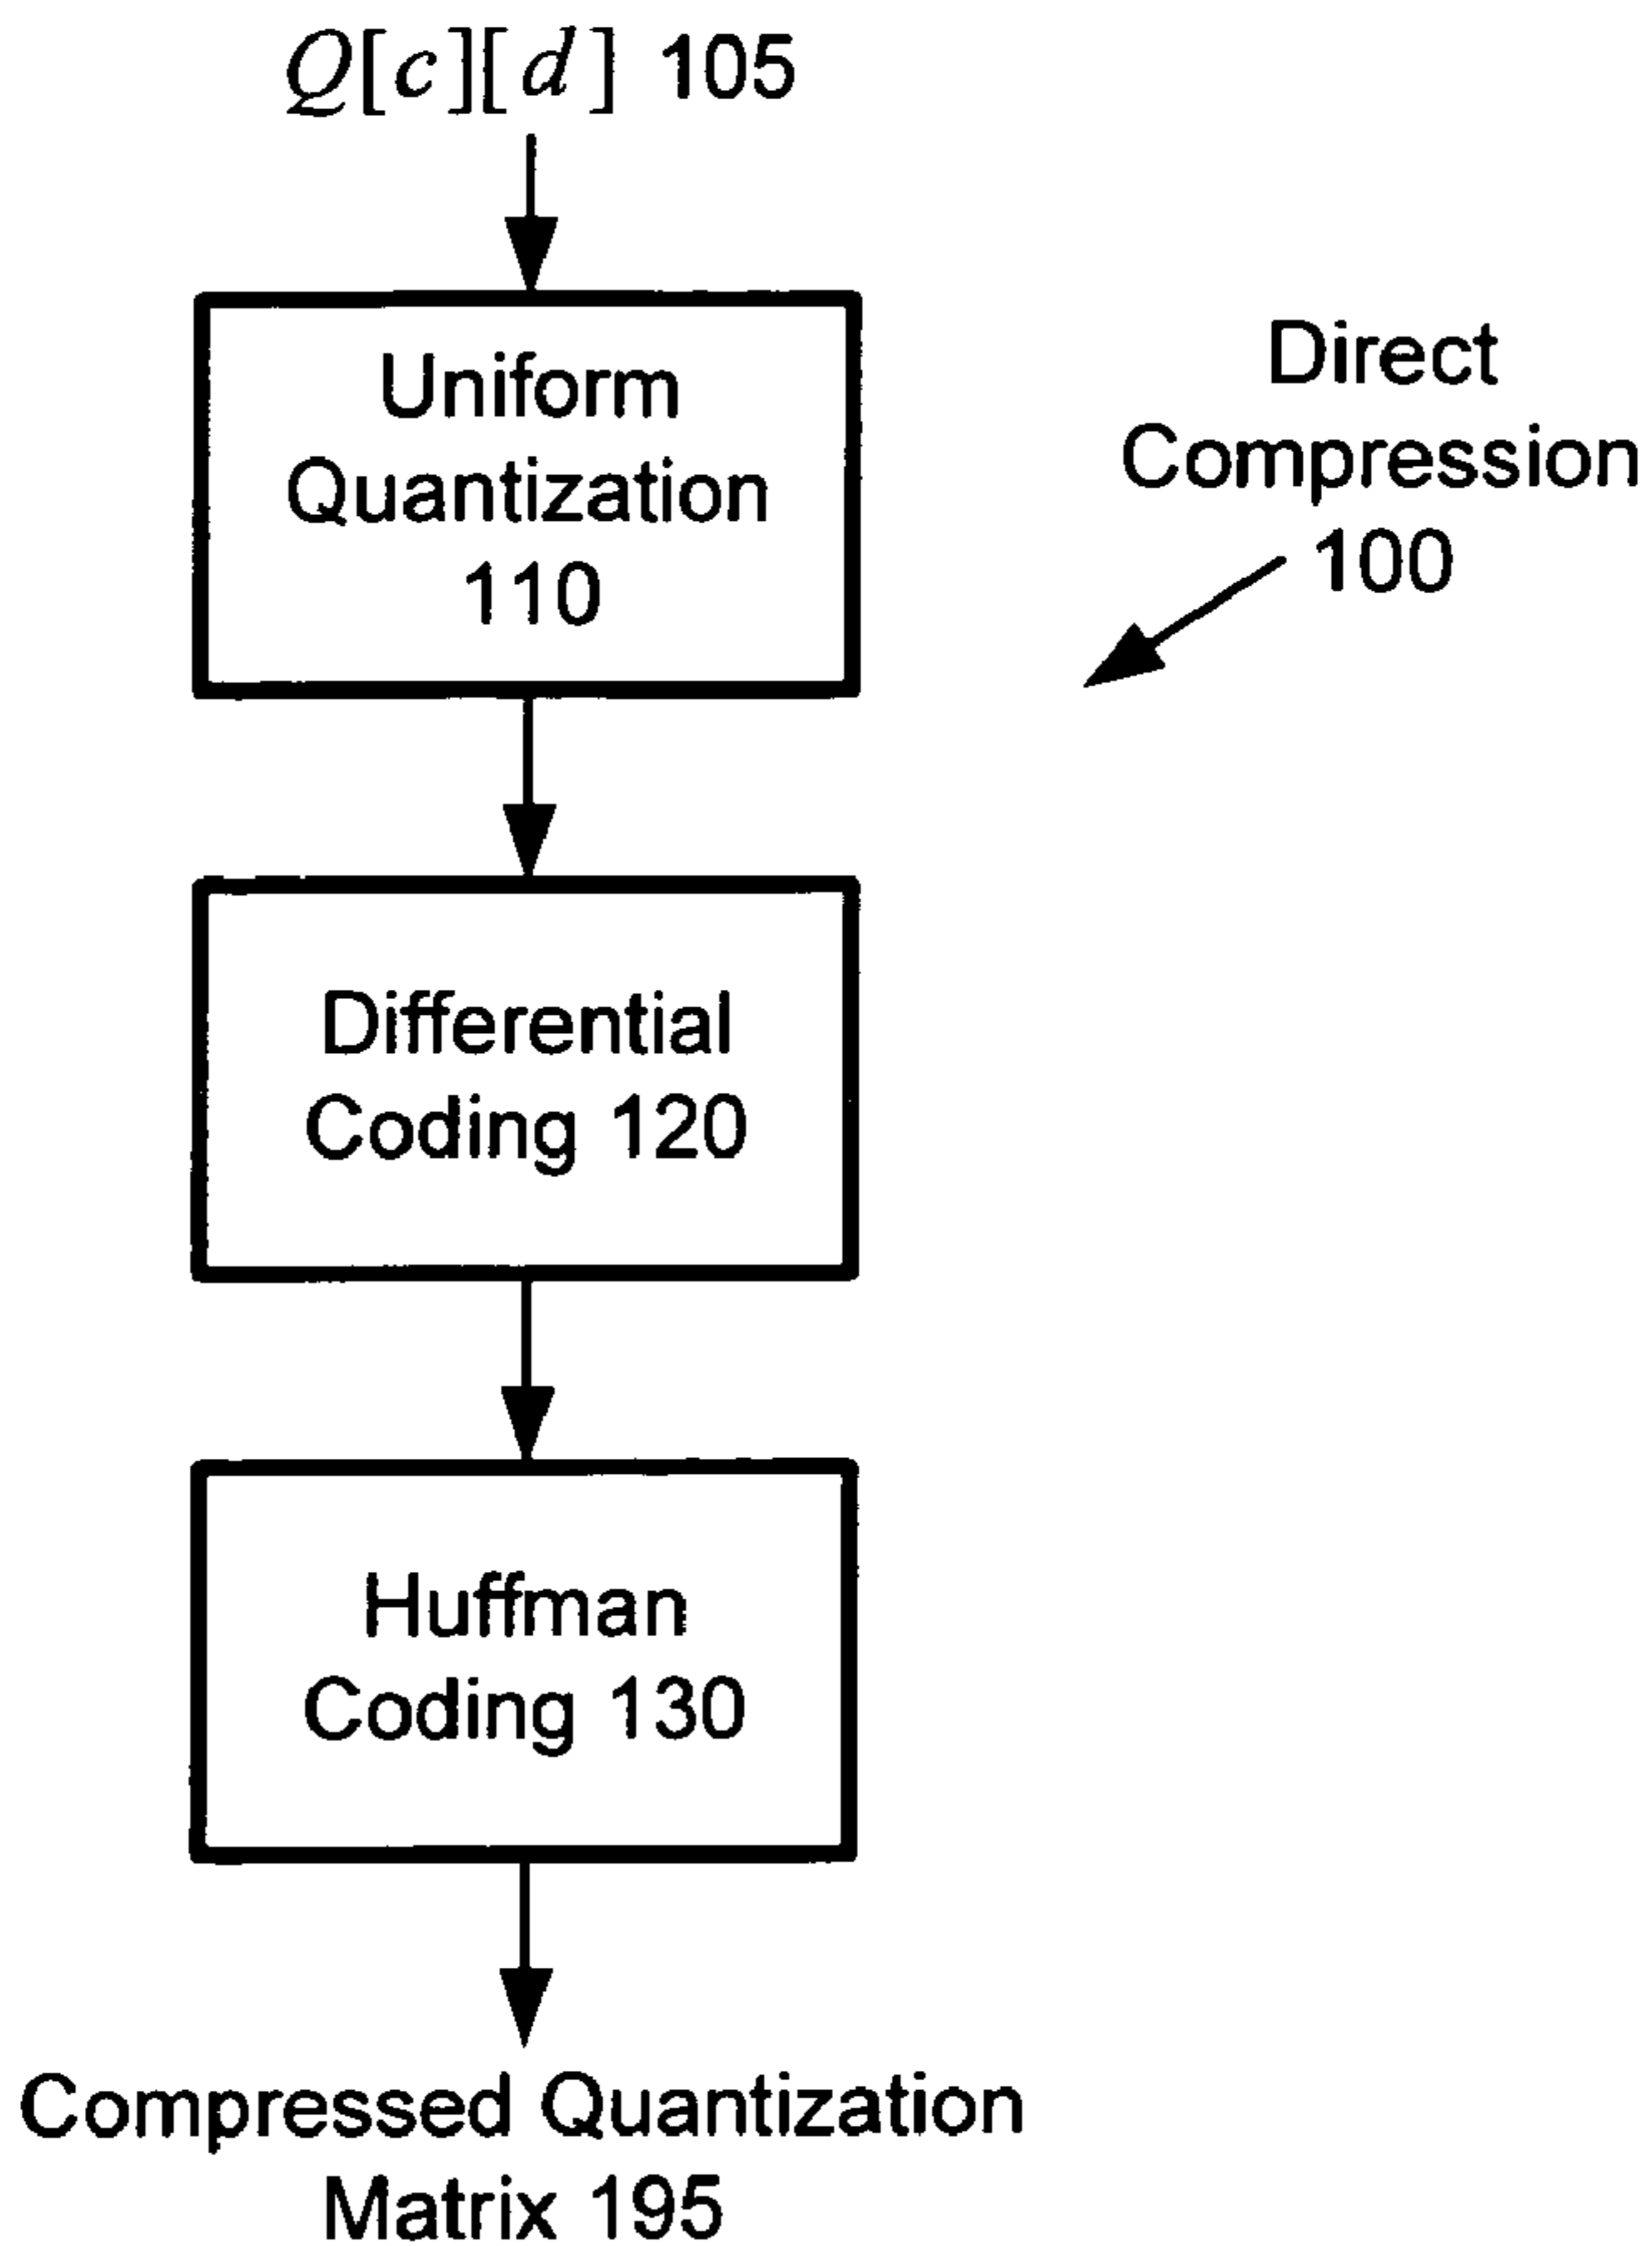 Q[c][d] 105
Uniform
Quantization
110
Direct
Compression
100
Differential
Coding 120
Huffman
Coding 130
Compressed Quantization
Matrix 195